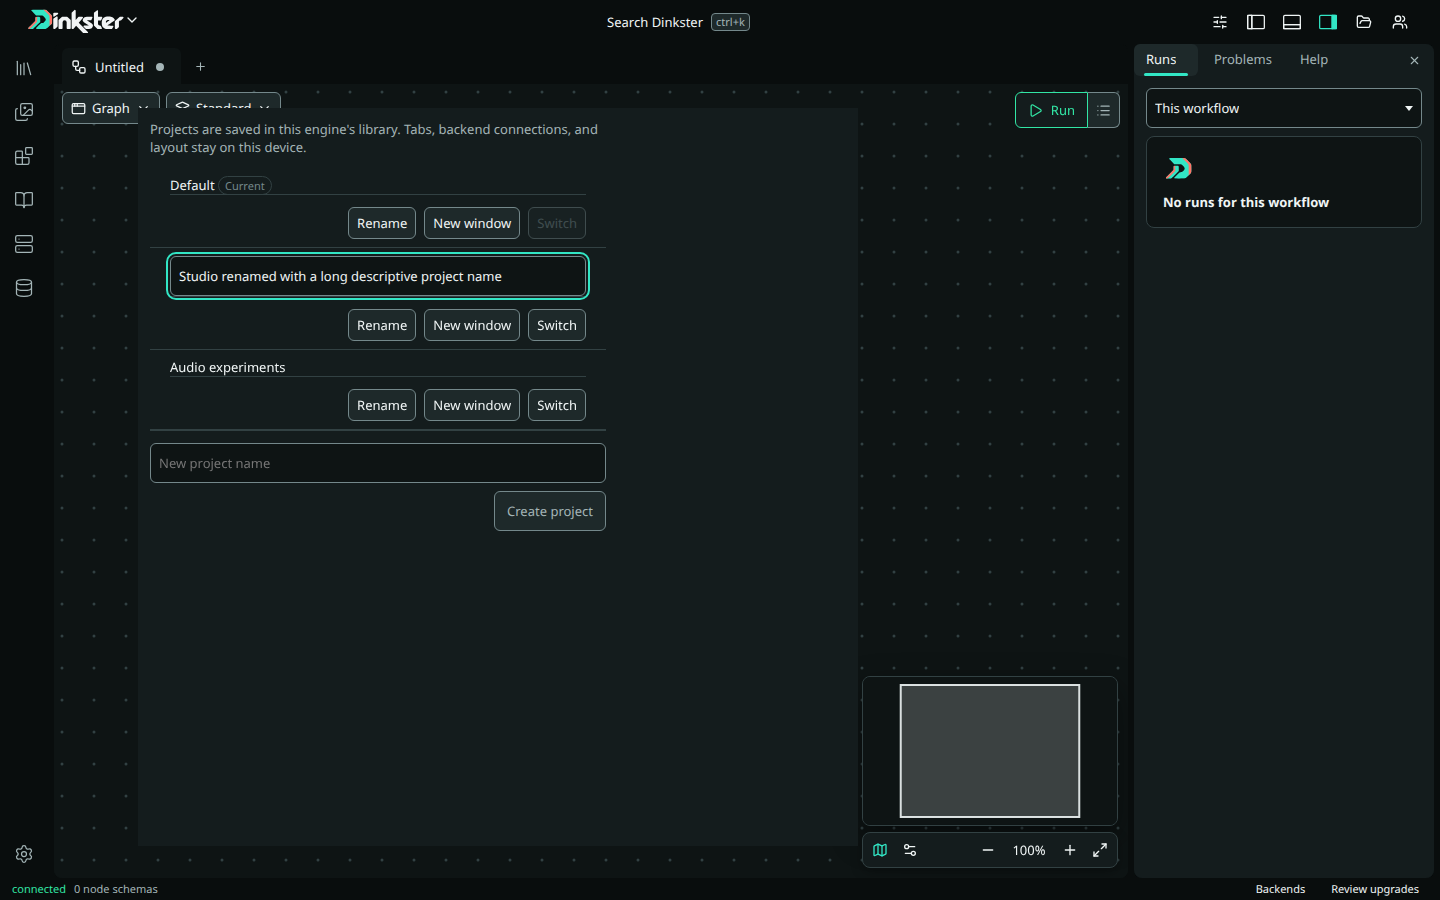 Dinkster
Search Dinkster ctrl+k
Untitled
Graph
Standard
Run
Projects are saved in this engine's library. Tabs, backend connections, and
layout stay on this device.
Default Current
Rename New window Switch
Studio renamed with a long descriptive project name
Rename New window Switch
Audio experiments
Rename New window Switch
New project name
Create project
100%
Runs Problems Help
This workflow
No runs for this workflow
connected 0 node schemas
Backends Review upgrades